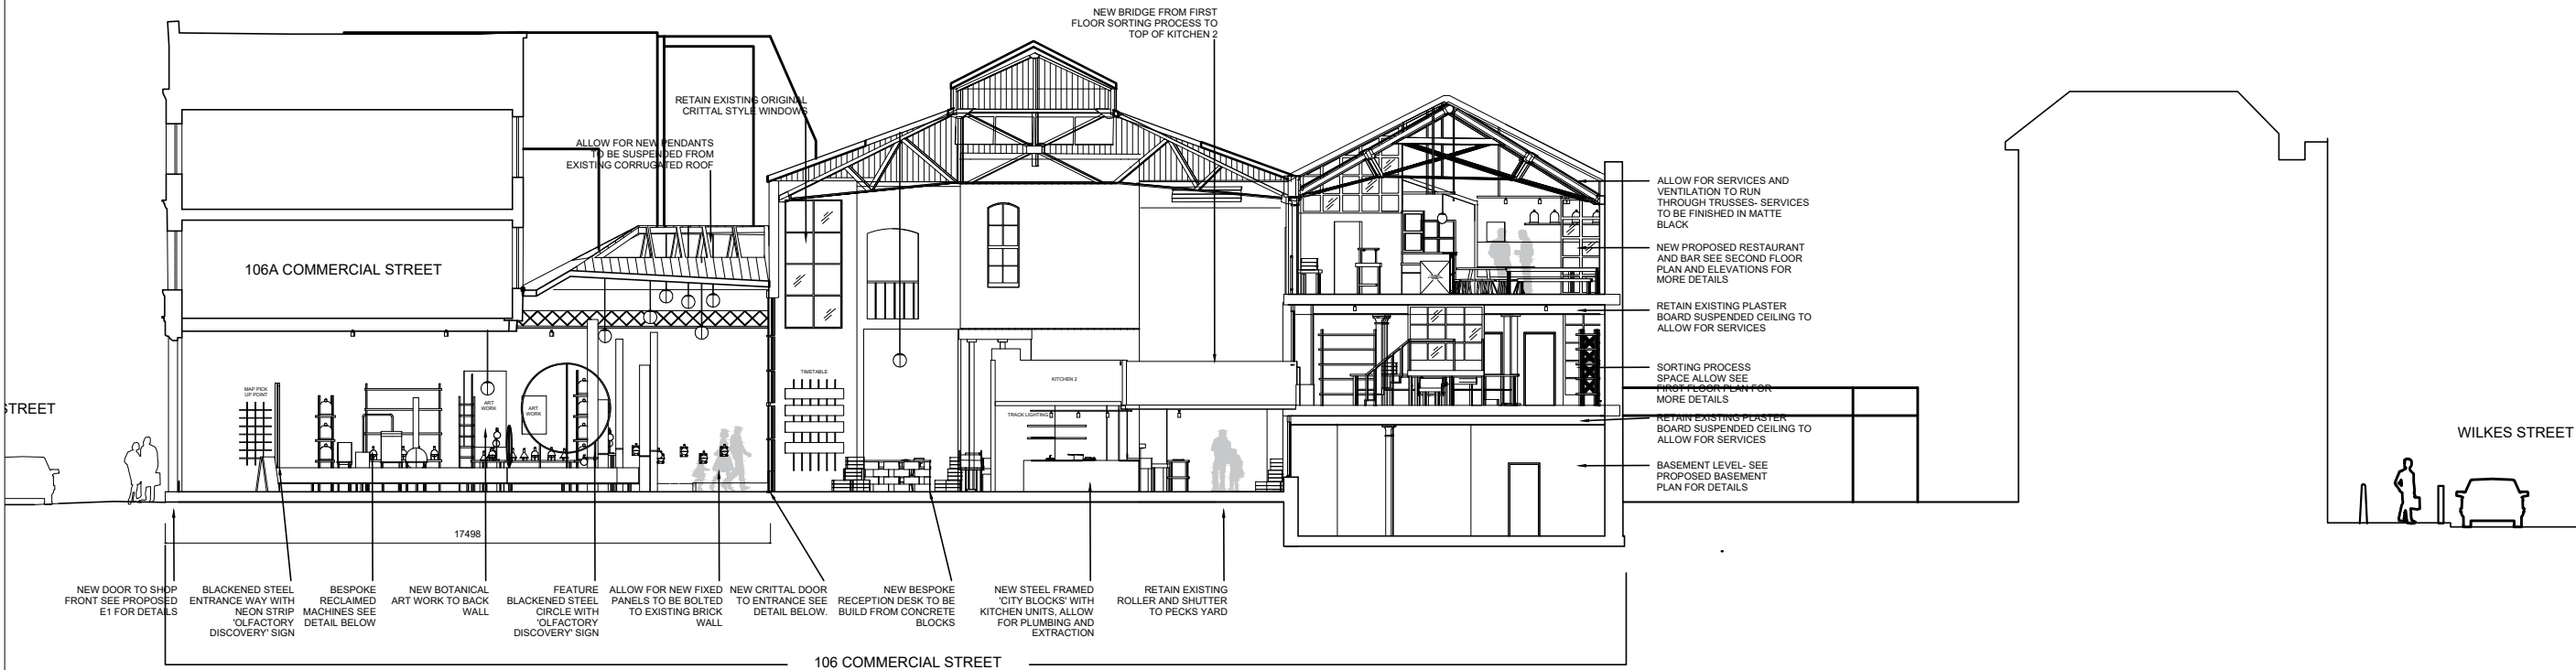 NEW BRIDGE FROM FIRST
FLOOR SORTING PROCESS TO
TOP OF KITCHEN 2
RETAIN EXISTING ORIGINAL
CRITTAL STYLE WINDOWS
ALLOW FOR NEW PENDANTS
TO BE SUSPENDED FROM
EXISTING CORRUGATED ROOF
106A COMMERCIAL STREET
ALLOW FOR SERVICES AND
VENTILATION TO RUN
THROUGH TRUSSES- SERVICES
TO BE FINISHED IN MATTE
BLACK
NEW PROPOSED RESTAURANT
AND BAR SEE SECOND FLOOR
PLAN AND ELEVATIONS FOR
MORE DETAILS
RETAIN EXISTING PLASTER
BOARD SUSPENDED CEILING TO
ALLOW FOR SERVICES
SORTING PROCESS
SPACE ALLOW SEE
FIRST FLOOR PLAN FOR
MORE DETAILS
RETAIN EXISTING PLASTER
BOARD SUSPENDED CEILING TO
ALLOW FOR SERVICES
BASEMENT LEVEL- SEE
PROPOSED BASEMENT
PLAN FOR DETAILS
STREET
MAP PICK
UP POINT
ART
WORK
ART
WORK
TIMETABLE
KITCHEN 2
TRACK LIGHTING
WILKES STREET
17498
NEW DOOR TO SHOP
FRONT SEE PROPOSED
E1 FOR DETAILS
BLACKENED STEEL
ENTRANCE WAY WITH
NEON STRIP
'OLFACTORY
DISCOVERY' SIGN
BESPOKE
RECLAIMED
MACHINES SEE
DETAIL BELOW
NEW BOTANICAL
ART WORK TO BACK
WALL
FEATURE
BLACKENED STEEL
CIRCLE WITH
'OLFACTORY
DISCOVERY' SIGN
ALLOW FOR NEW FIXED
PANELS TO BE BOLTED
TO EXISTING BRICK
WALL
NEW CRITTAL DOOR
TO ENTRANCE SEE
DETAIL BELOW.
NEW BESPOKE
RECEPTION DESK TO BE
BUILD FROM CONCRETE
BLOCKS
NEW STEEL FRAMED
'CITY BLOCKS' WITH
KITCHEN UNITS, ALLOW
FOR PLUMBING AND
EXTRACTION
RETAIN EXISTING
ROLLER AND SHUTTER
TO PECKS YARD
106 COMMERCIAL STREET